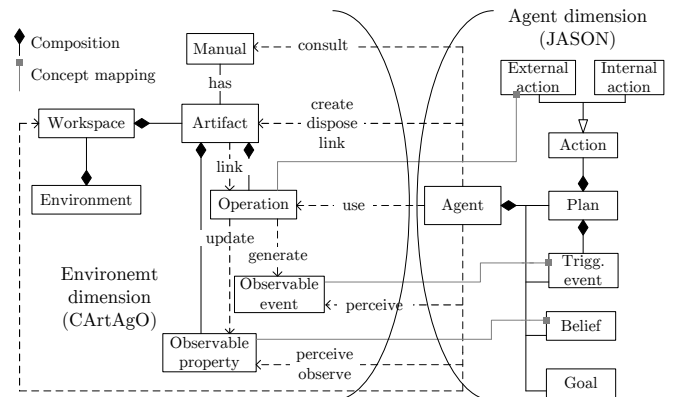 Composition
Concept mapping
Manual
consult
has
Agent dimension
(JASON)
External
action
Internal
action
Workspace
Artifact
create
dispose
link
Action
link
Environment
Operation
use
Agent
Plan
update
generate
Environemt
dimension
(CArtAgO)
Observable
event
perceive
Trigg.
event
Observable
property
perceive
observe
Belief
Goal